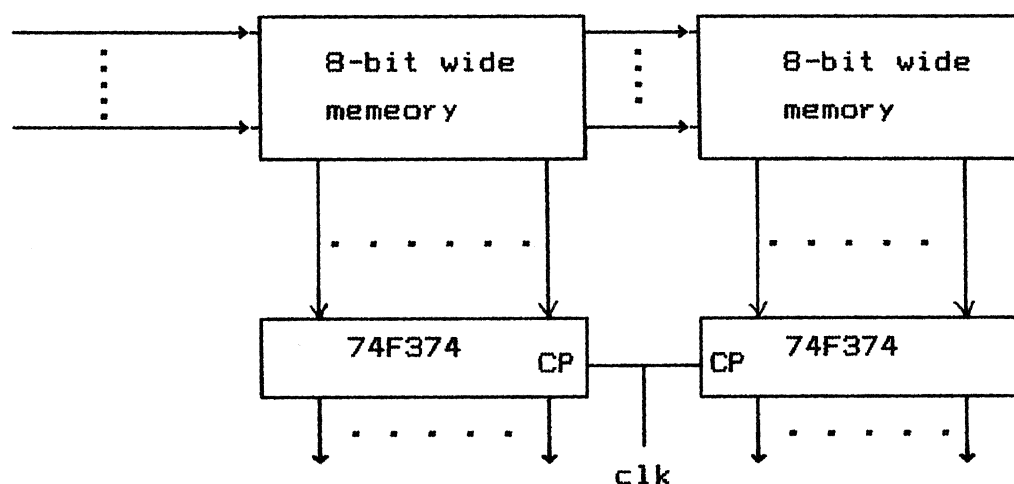 8-bit wide
memeory
8-bit wide
memory
74F374
CP
CP
74F374
clk